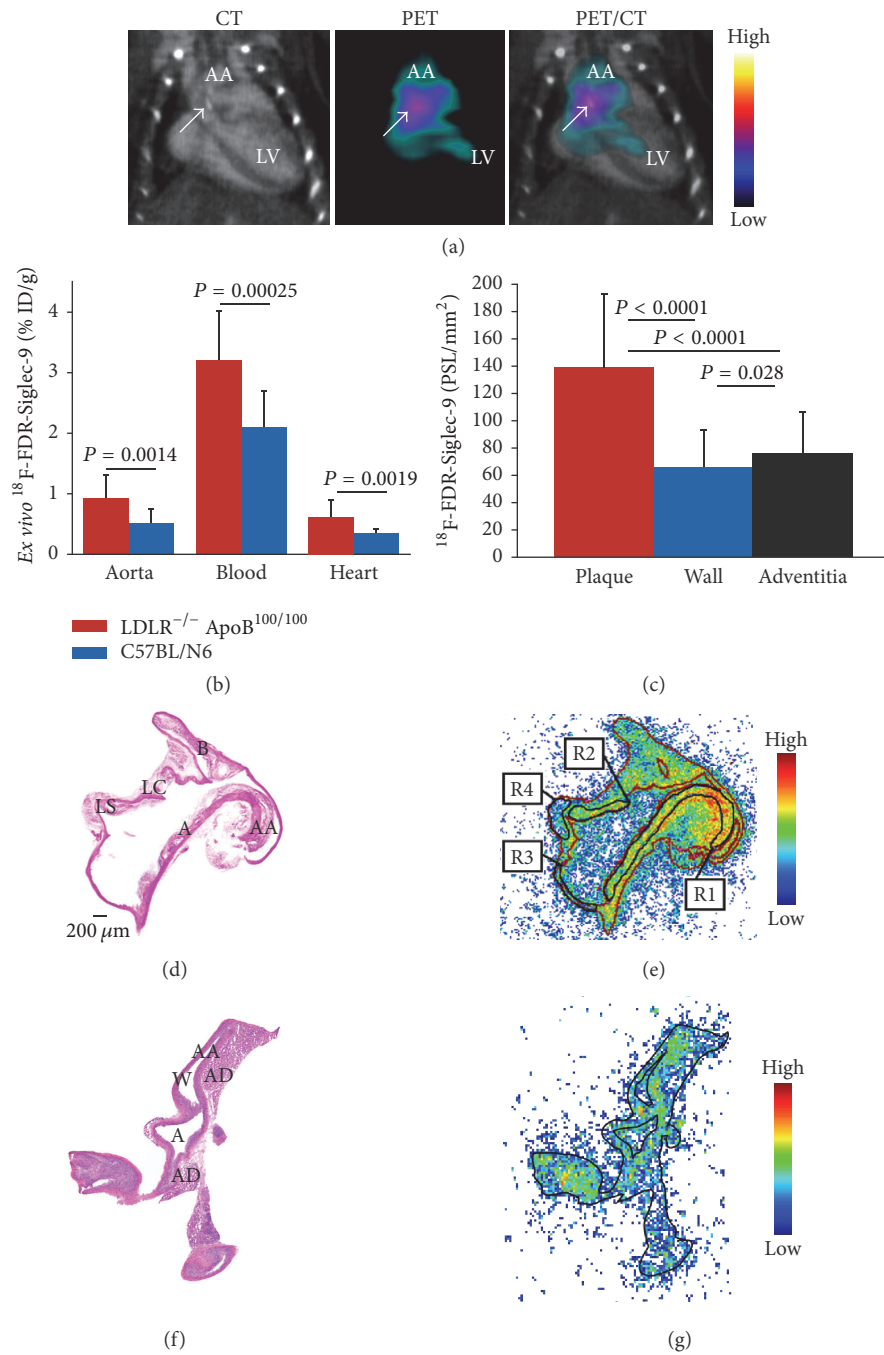 CT PET PET/CT
High
AA AA AA
LV LV LV
Low
(a)
Ex vivo ¹⁸F-FDR-Siglec-9 (% ID/g)
4
3
2
1
0
P = 0.00025
P = 0.0014
P = 0.0019
Aorta Blood Heart
LDLR⁻/⁻ ApoB¹⁰⁰/¹⁰⁰
C57BL/N6
(b)
¹⁸F-FDR-Siglec-9 (PSL/mm²)
200
180
160
140
120
100
80
60
40
20
0
P < 0.0001
P < 0.0001
P = 0.028
Plaque Wall Adventitia
(c)
B
LC
LS
A
AA
200 μm
(d)
R2
R4
R3
R1
High
Low
(e)
AA
AD
W
A
AD
(f)
High
Low
(g)